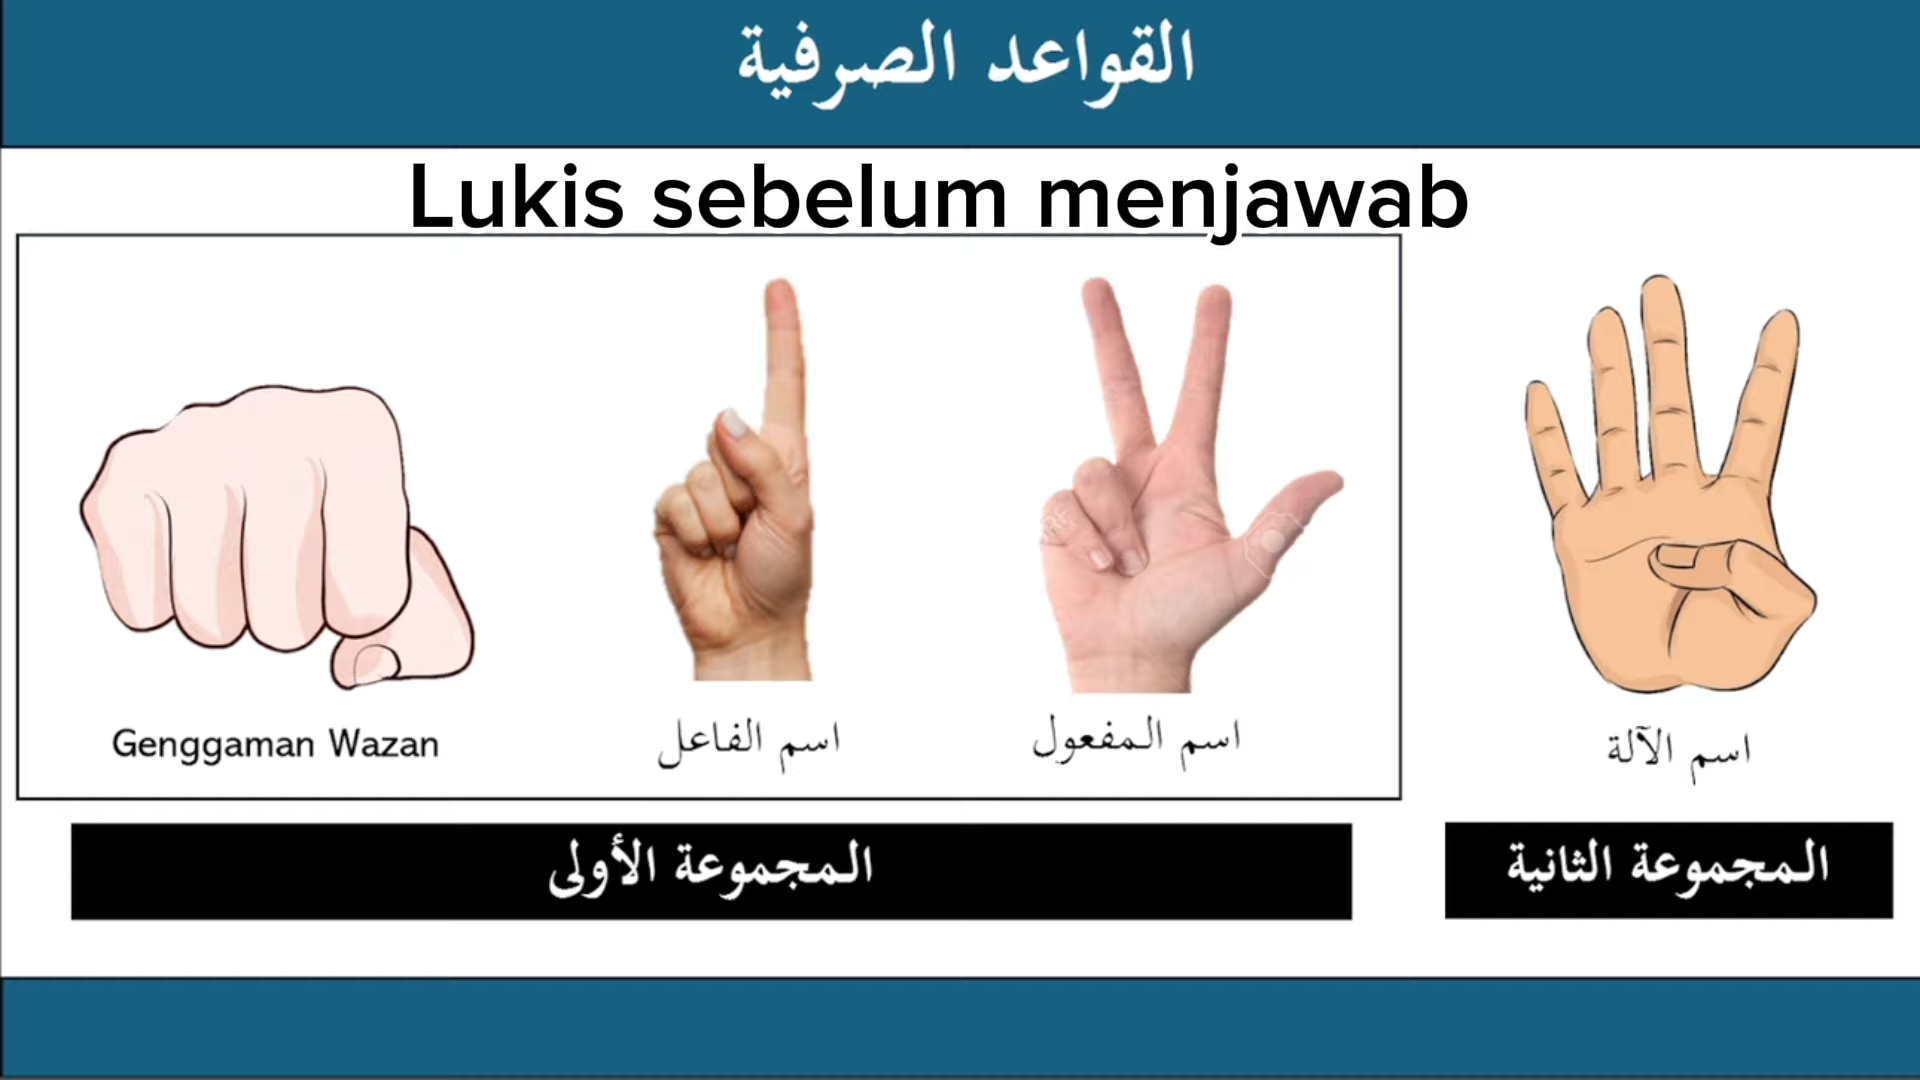 القواعد الصرفية
Lukis sebelum menjawab
Genggaman Wazan
اسم الفاعل
اسم المفعول
اسم الآلة
المجموعة الأولى
المجموعة الثانية